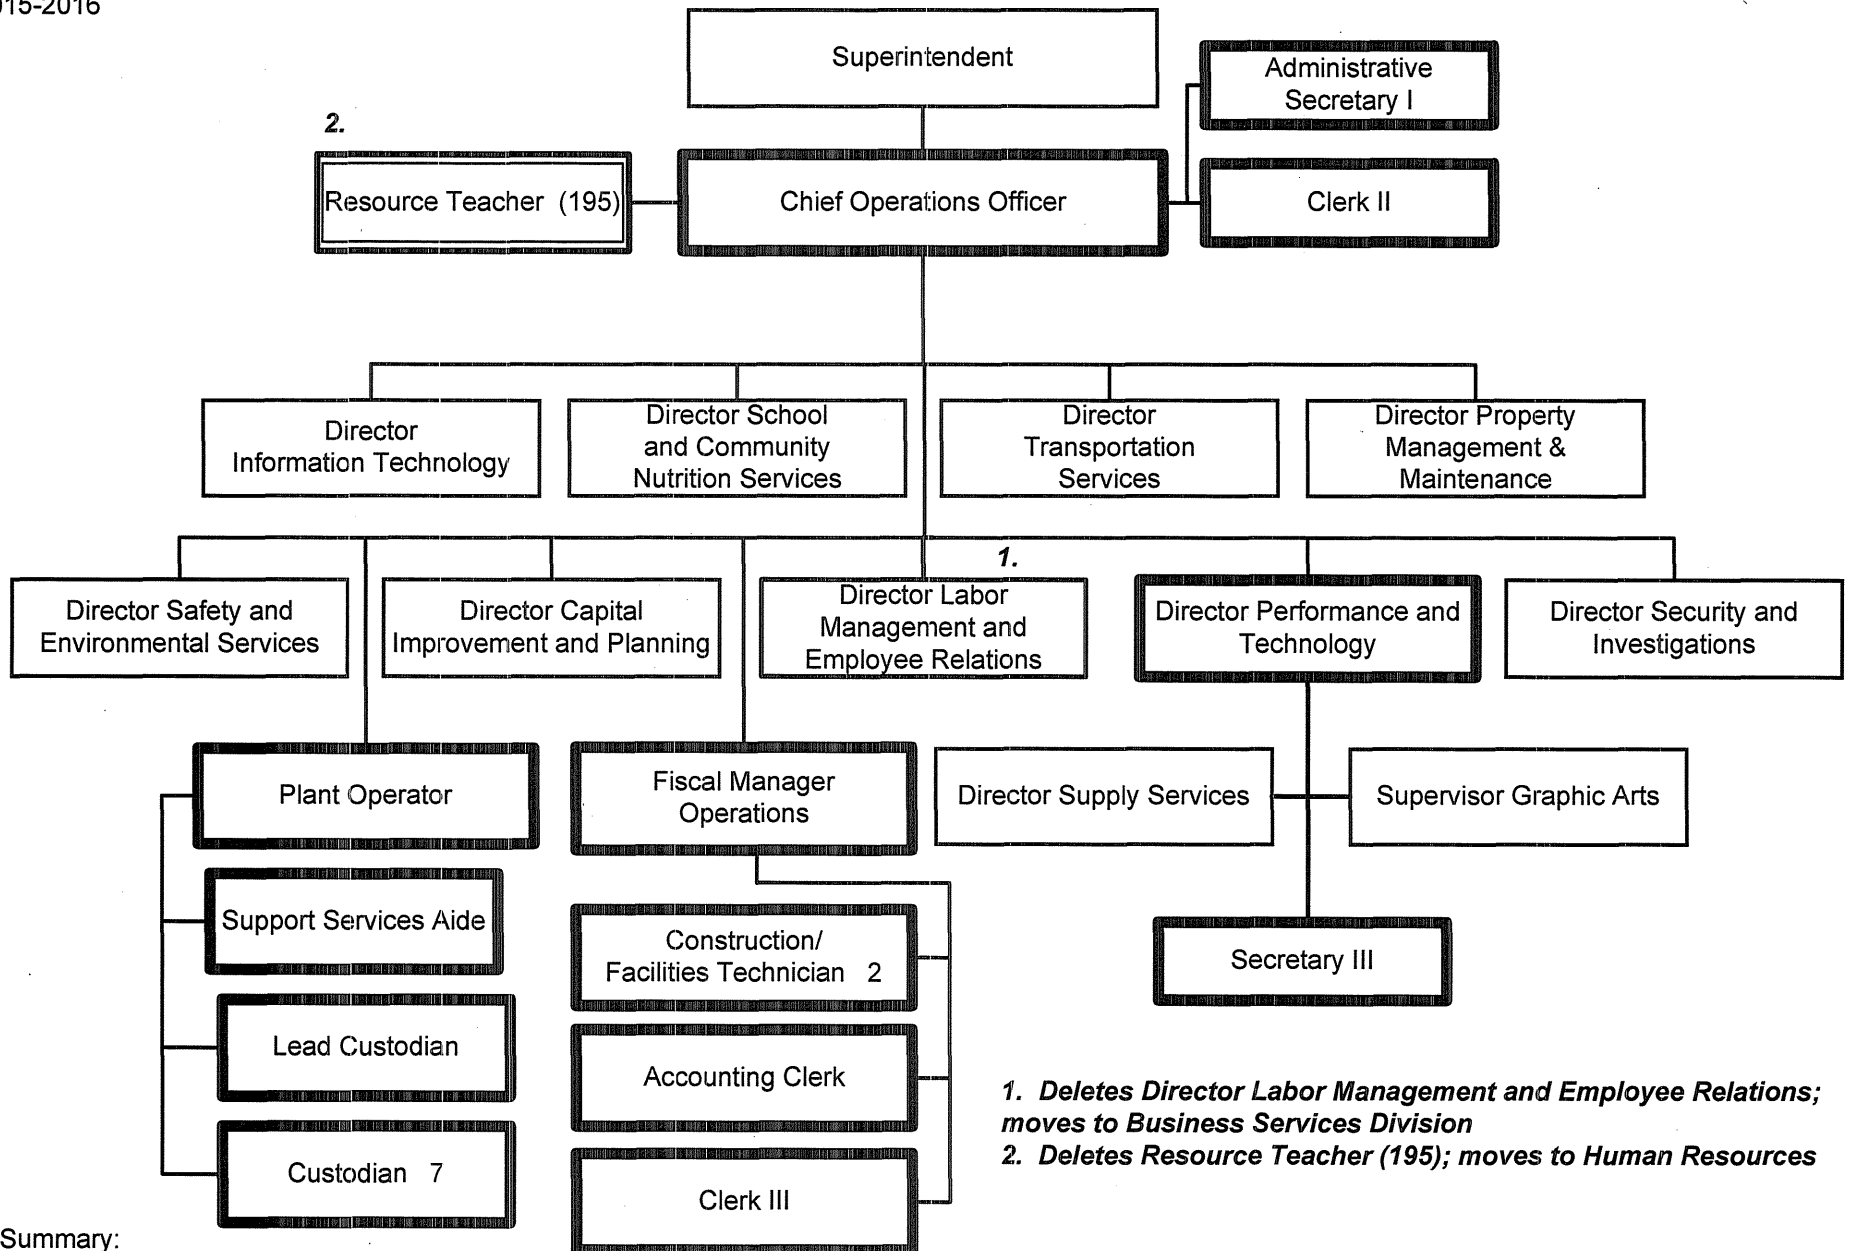 015-2016
Superintendent
Administrative
Secretary I
2.
Resource Teacher (195)
Chief Operations Officer
Clerk II
Director
Information Technology
Director School
and Community
Nutrition Services
Director
Transportation
Services
Director Property
Management &
Maintenance
1.
Director Safety and
Environmental Services
Director Capital
Improvement and Planning
Director Labor
Management and
Employee Relations
Director Performance and
Technology
Director Security and
Investigations
Plant Operator
Fiscal Manager
Operations
Director Supply Services
Supervisor Graphic Arts
Support Services Aide
Construction/
Facilities Technician 2
Secretary III
Lead Custodian
Accounting Clerk
Custodian 7
Clerk III
1. Deletes Director Labor Management and Employee Relations;
moves to Business Services Division
2. Deletes Resource Teacher (195); moves to Human Resources
Summary: